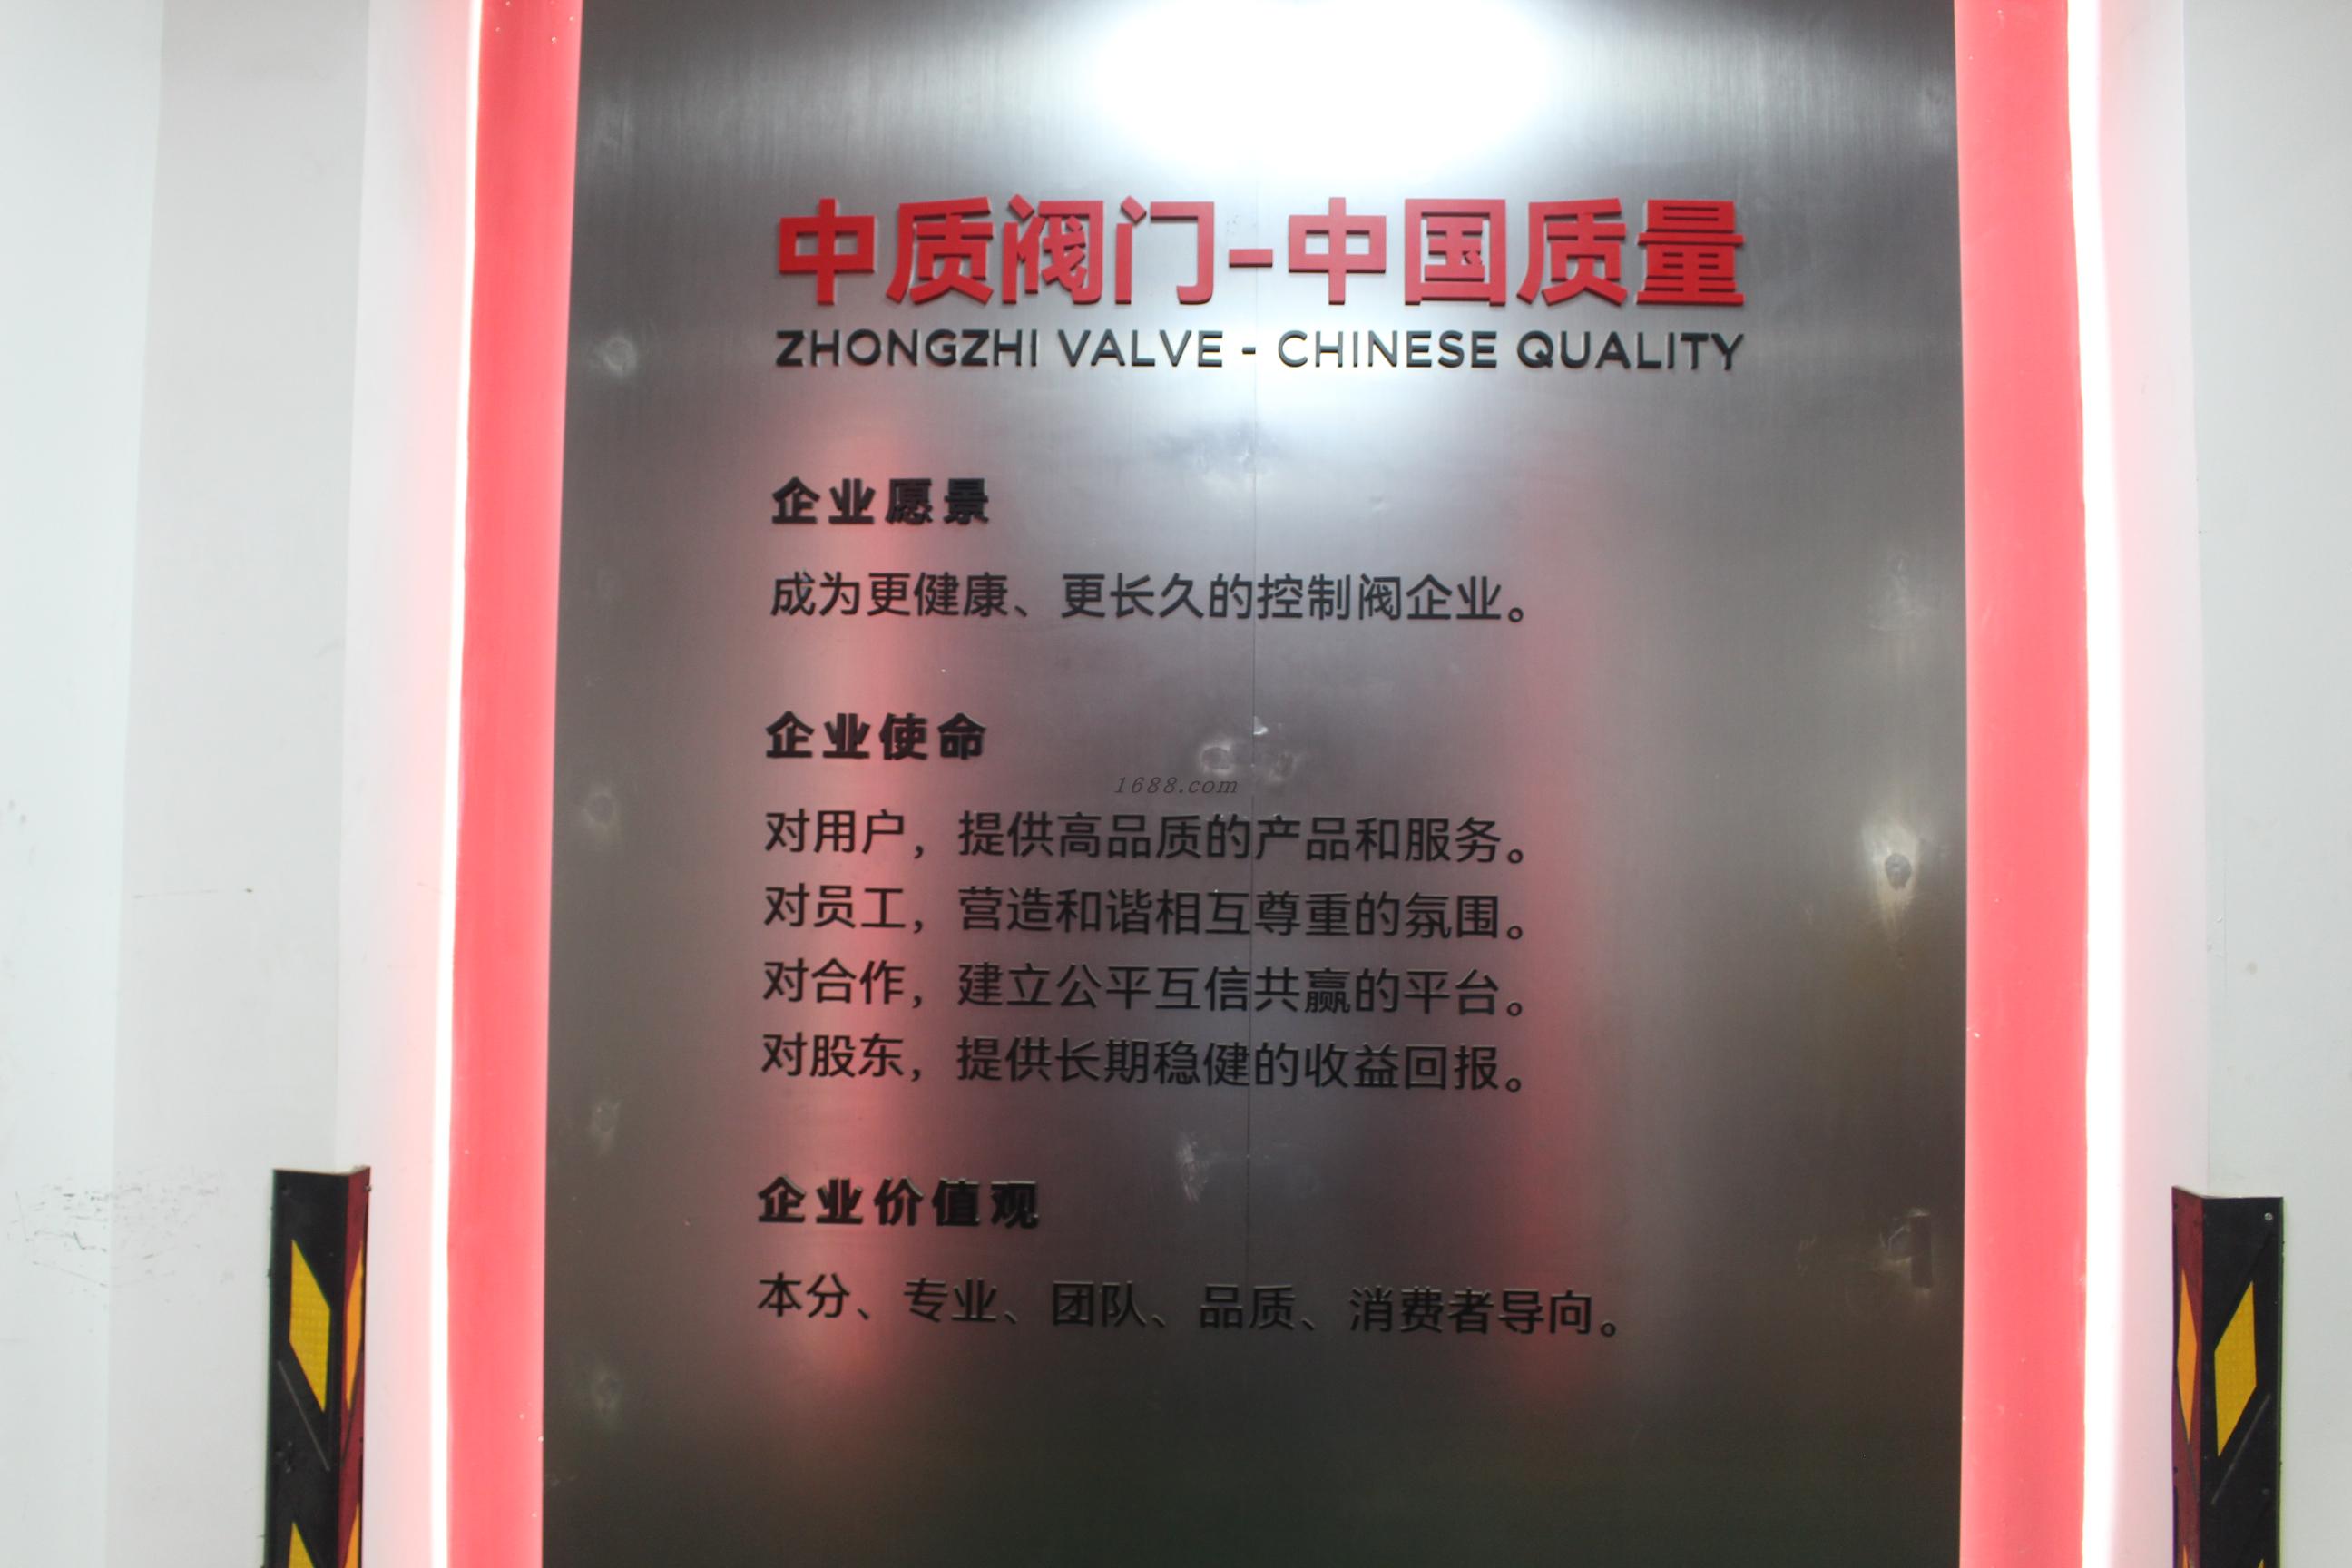 中质阀门-中国质量
ZHONGZHI VALVE - CHINESE QUALITY
企业愿景
成为更健康、更长久的控制阀企业。
企业使命
1688.com
对用户，提供高品质的产品和服务。
对员工，营造和谐相互尊重的氛围。
对合作，建立公平互信共赢的平台。
对股东，提供长期稳健的收益回报。
企业价值观
本分、专业、团队、品质、消费者导向。